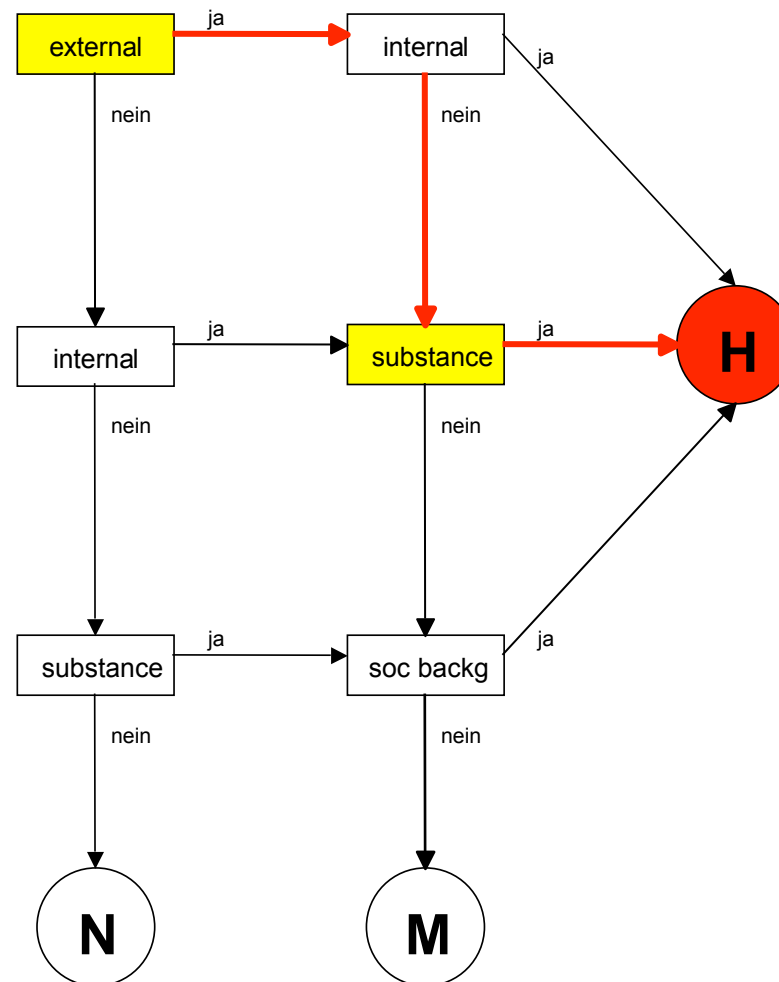 external
ja
internal
ja
nein
nein
internal
ja
substance
ja
H
nein
nein
substance
ja
soc backg
ja
nein
nein
N
M